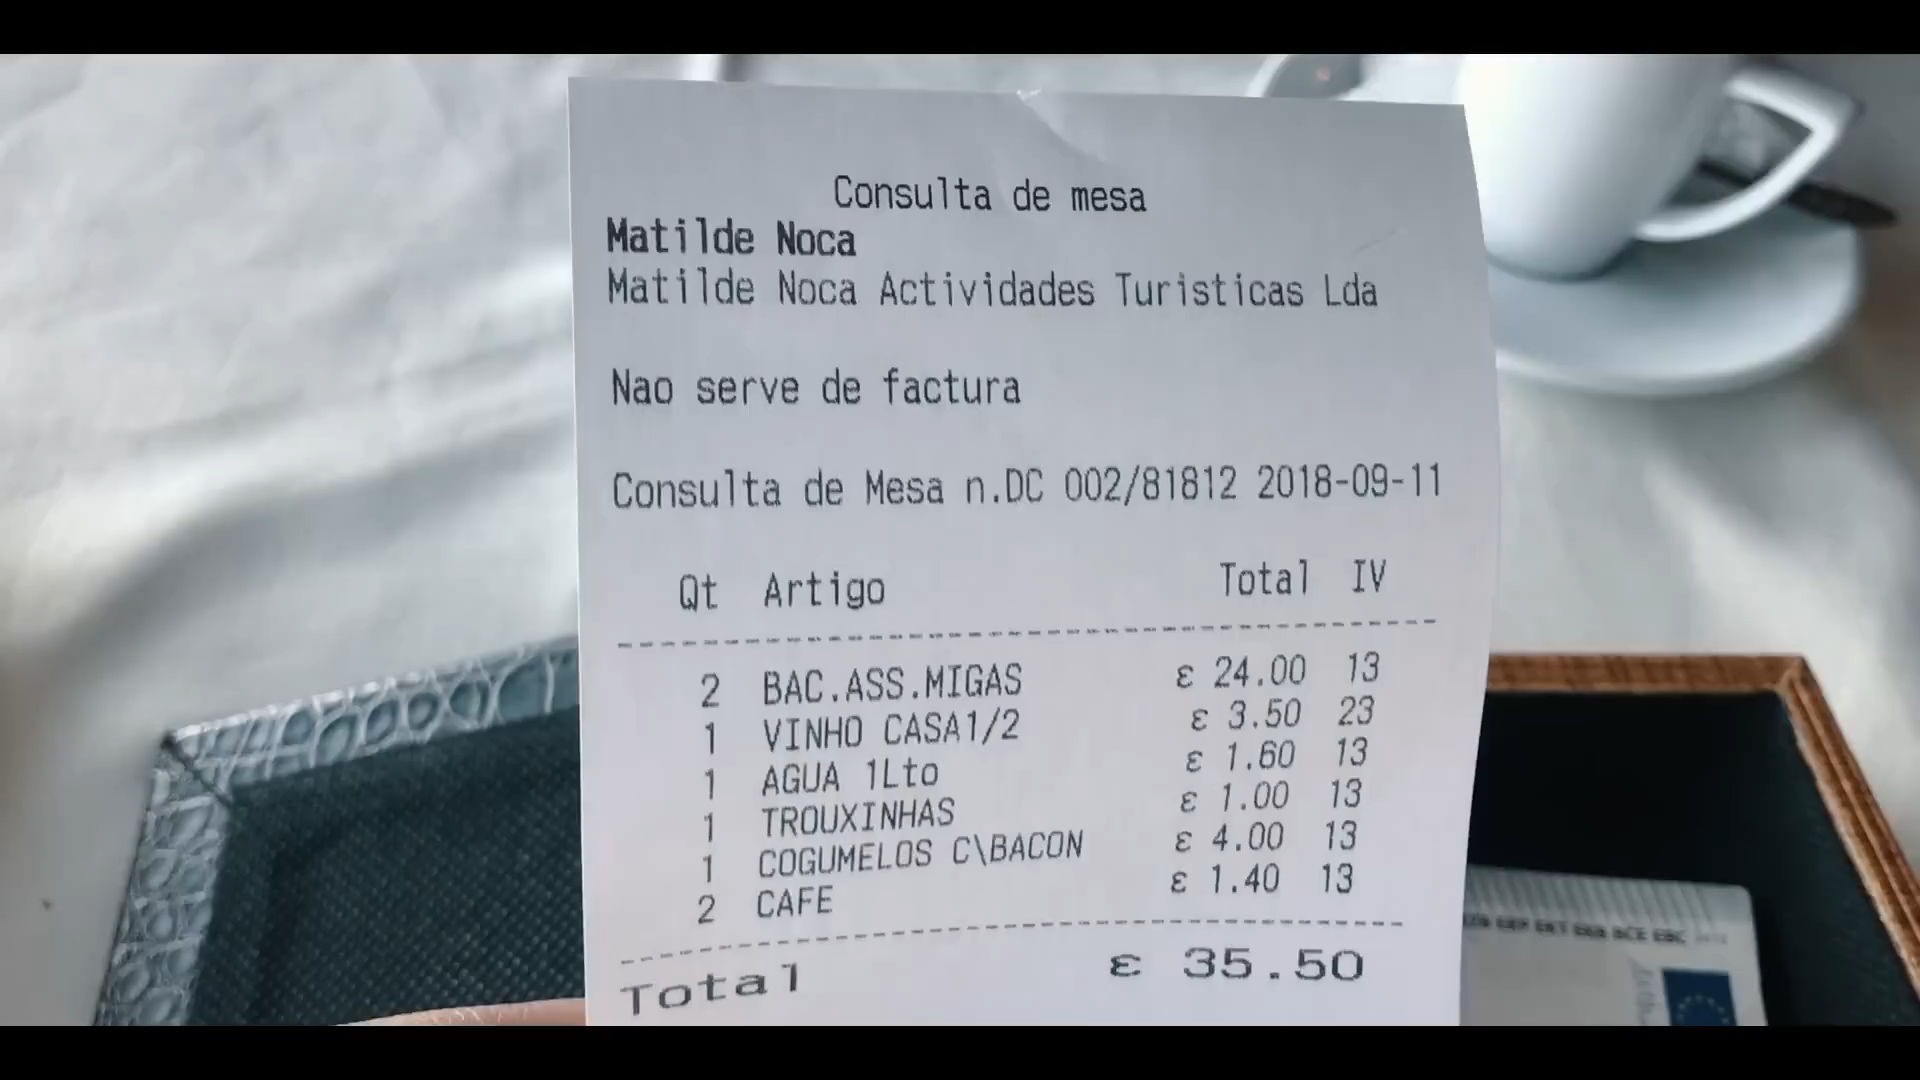 Consulta de mesa
Matilde Noca
Matilde Noca Actividades Turisticas Lda
Nao serve de factura
Consulta de Mesa n.DC 002/81812 2018-09-11
Qt Artigo Total IV
2 BAC.ASS.MIGAS € 24.00 13
1 VINHO CASA1/2 € 3.50 23
1 AGUA 1Lto € 1.60 13
1 TROUXINHAS € 1.00 13
1 COGUMELOS C\BACON € 4.00 13
2 CAFE € 1.40 13
Total € 35.50